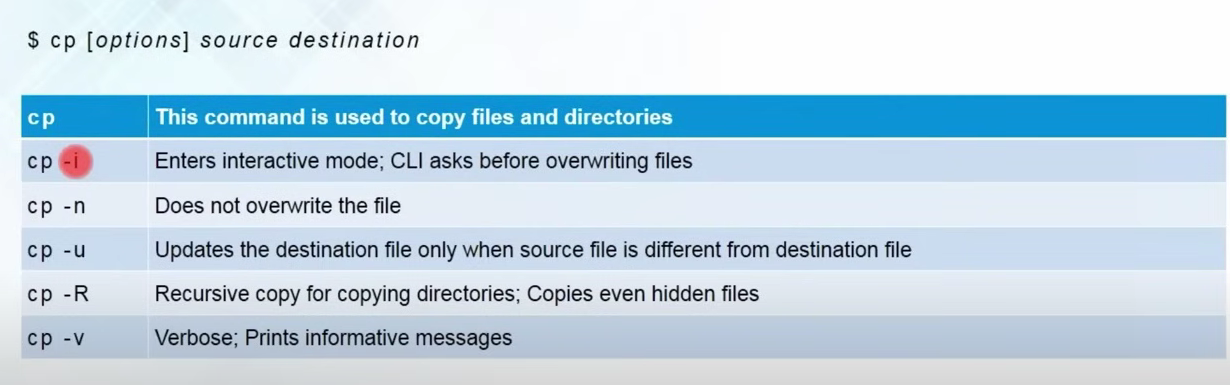 $ cp [options] source destination
cp This command is used to copy files and directories
cp -i Enters interactive mode; CLI asks before overwriting files
cp -n Does not overwrite the file
cp -u Updates the destination file only when source file is different from destination file
cp -R Recursive copy for copying directories; Copies even hidden files
cp -v Verbose; Prints informative messages